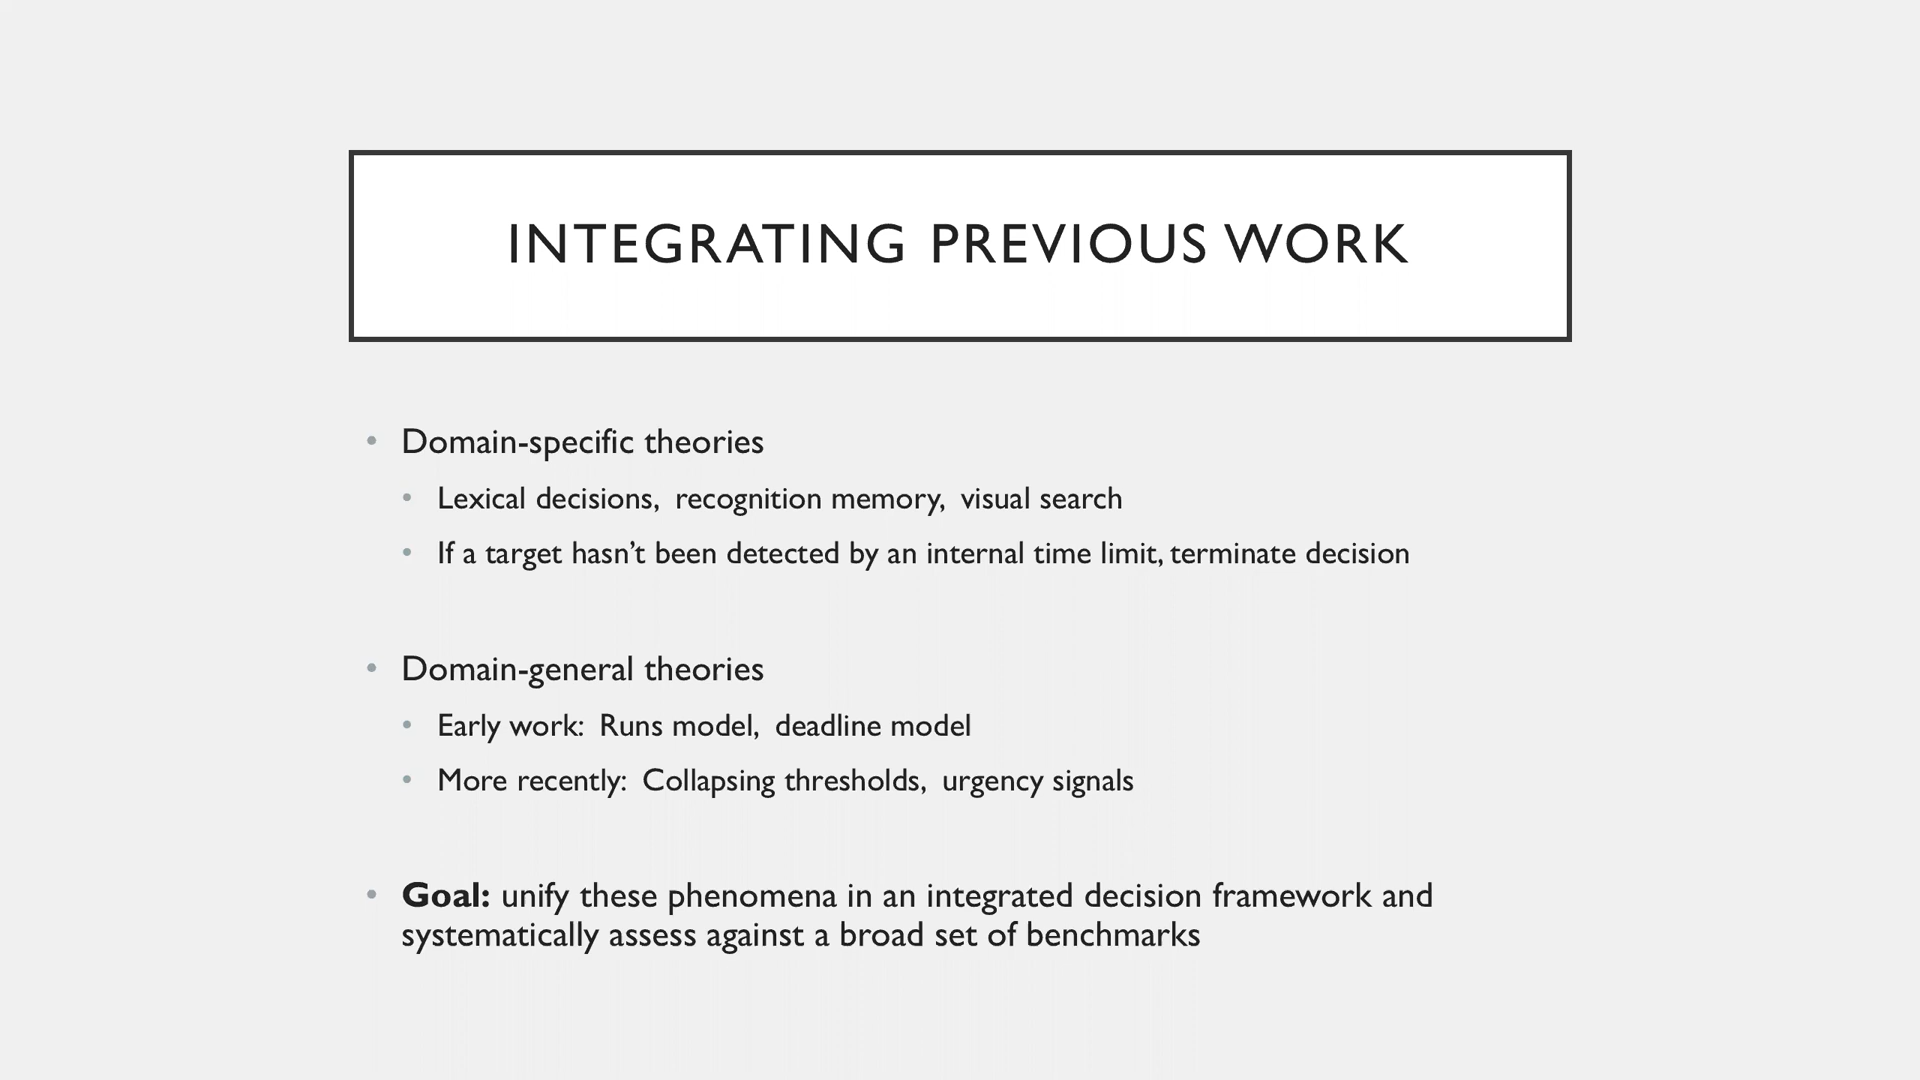 INTEGRATING PREVIOUS WORK
• Domain-specific theories
• Lexical decisions, recognition memory, visual search
• If a target hasn’t been detected by an internal time limit, terminate decision
• Domain-general theories
• Early work: Runs model, deadline model
• More recently: Collapsing thresholds, urgency signals
• Goal: unify these phenomena in an integrated decision framework and
systematically assess against a broad set of benchmarks